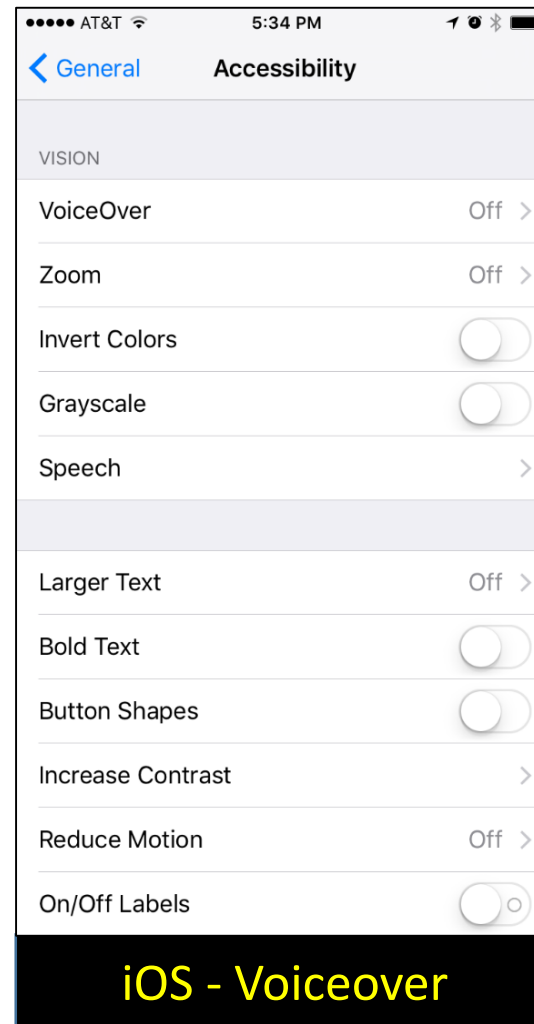 AT&T 5:34 PM
General Accessibility
VISION
VoiceOver Off
Zoom Off
Invert Colors
Grayscale
Speech
Larger Text Off
Bold Text
Button Shapes
Increase Contrast
Reduce Motion Off
On/Off Labels
iOS - Voiceover